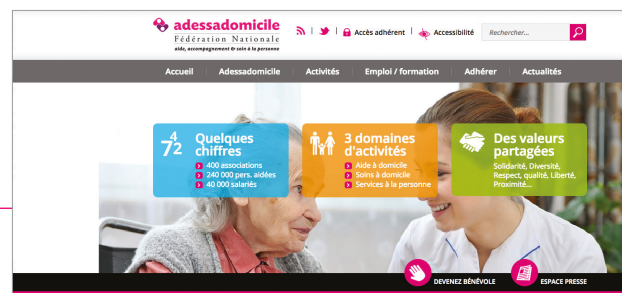 adessadomicile
Fédération Nationale
aide, accompagnement & soin à la personne
Accès adhérent
Accessibilité
Rechercher...
Accueil
Adessadomicile
Activités
Emploi / formation
Adhérer
Actualités
472
Quelques
chiffres
400 associations
240 000 pers. aidées
40 000 salariés
3 domaines
d'activités
Aide à domicile
Soins à domicile
Services à la personne
Des valeurs
partagées
Solidarité, Diversité,
Respect, qualité, Liberté,
Proximité...
DEVENEZ BÉNÉVOLE
ESPACE PRESSE